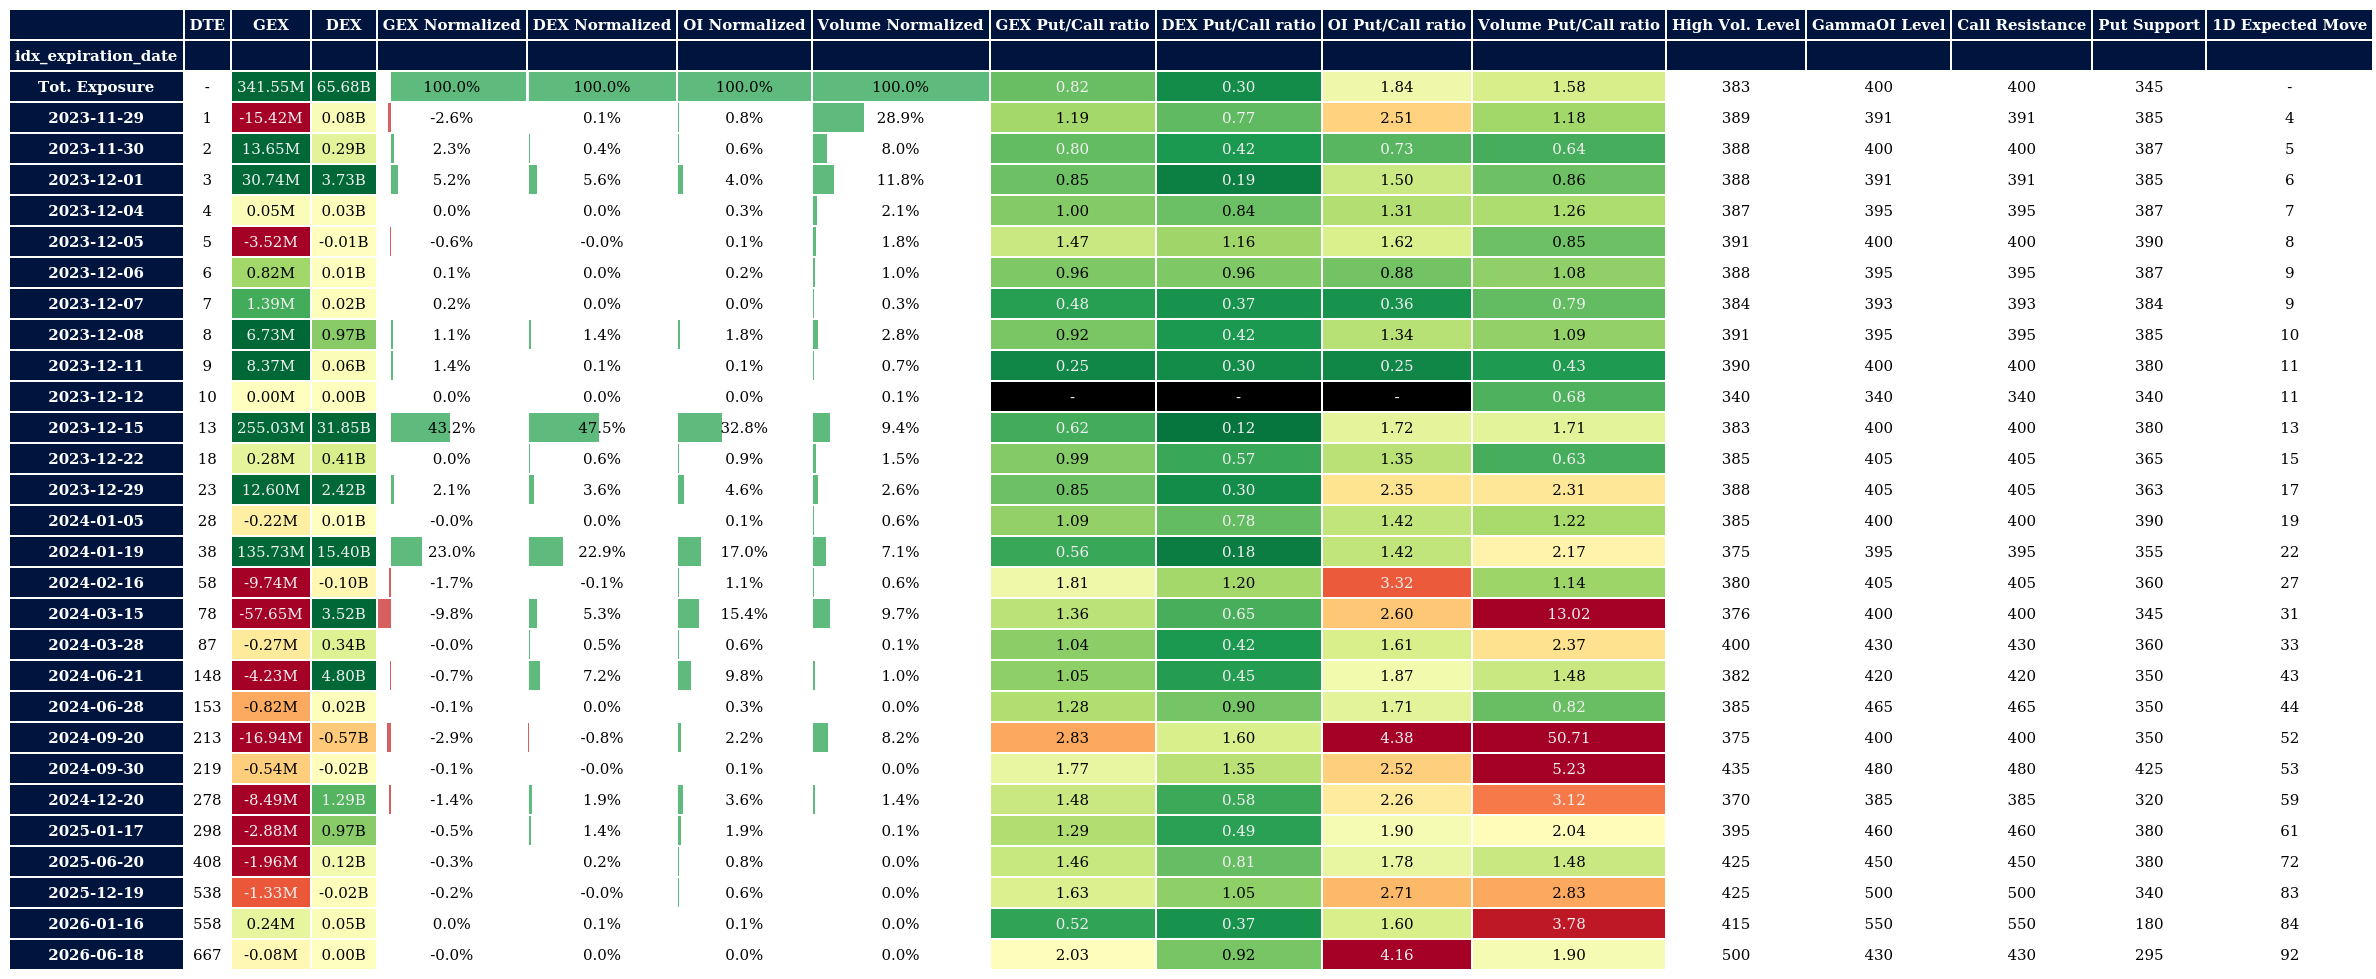 DTE GEX DEX GEX Normalized DEX Normalized OI Normalized Volume Normalized GEX Put/Call ratio DEX Put/Call ratio OI Put/Call ratio Volume Put/Call ratio High Vol. Level GammaOI Level Call Resistance Put Support 1D Expected Move
idx_expiration_date
Tot. Exposure - 341.55M 65.68B 100.0% 100.0% 100.0% 100.0% 0.82 0.30 1.84 1.58 383 400 400 345 -
2023-11-29 1 -15.42M 0.08B -2.6% 0.1% 0.8% 28.9% 1.19 0.77 2.51 1.18 389 391 391 385 4
2023-11-30 2 13.65M 0.29B 2.3% 0.4% 0.6% 8.0% 0.80 0.42 0.73 0.64 388 400 400 387 5
2023-12-01 3 30.74M 3.73B 5.2% 5.6% 4.0% 11.8% 0.85 0.19 1.50 0.86 388 391 391 385 6
2023-12-04 4 0.05M 0.03B 0.0% 0.0% 0.3% 2.1% 1.00 0.84 1.31 1.26 387 395 395 387 7
2023-12-05 5 -3.52M -0.01B -0.6% -0.0% 0.1% 1.8% 1.47 1.16 1.62 0.85 391 400 400 390 8
2023-12-06 6 0.82M 0.01B 0.1% 0.0% 0.2% 1.0% 0.96 0.96 0.88 1.08 388 395 395 387 9
2023-12-07 7 1.39M 0.02B 0.2% 0.0% 0.0% 0.3% 0.48 0.37 0.36 0.79 384 393 393 384 9
2023-12-08 8 6.73M 0.97B 1.1% 1.4% 1.8% 2.8% 0.92 0.42 1.34 1.09 391 395 395 385 10
2023-12-11 9 8.37M 0.06B 1.4% 0.1% 0.1% 0.7% 0.25 0.30 0.25 0.43 390 400 400 380 11
2023-12-12 10 0.00M 0.00B 0.0% 0.0% 0.0% 0.1% - - - 0.68 340 340 340 340 11
2023-12-15 13 255.03M 31.85B 43.2% 47.5% 32.8% 9.4% 0.62 0.12 1.72 1.71 383 400 400 380 13
2023-12-22 18 0.28M 0.41B 0.0% 0.6% 0.9% 1.5% 0.99 0.57 1.35 0.63 385 405 405 365 15
2023-12-29 23 12.60M 2.42B 2.1% 3.6% 4.6% 2.6% 0.85 0.30 2.35 2.31 388 405 405 363 17
2024-01-05 28 -0.22M 0.01B -0.0% 0.0% 0.1% 0.6% 1.09 0.78 1.42 1.22 385 400 400 390 19
2024-01-19 38 135.73M 15.40B 23.0% 22.9% 17.0% 7.1% 0.56 0.18 1.42 2.17 375 395 395 355 22
2024-02-16 58 -9.74M -0.10B -1.7% -0.1% 1.1% 0.6% 1.81 1.20 3.32 1.14 380 405 405 360 27
2024-03-15 78 -57.65M 3.52B -9.8% 5.3% 15.4% 9.7% 1.36 0.65 2.60 13.02 376 400 400 345 31
2024-03-28 87 -0.27M 0.34B -0.0% 0.5% 0.6% 0.1% 1.04 0.42 1.61 2.37 400 430 430 360 33
2024-06-21 148 -4.23M 4.80B -0.7% 7.2% 9.8% 1.0% 1.05 0.45 1.87 1.48 382 420 420 350 43
2024-06-28 153 -0.82M 0.02B -0.1% 0.0% 0.3% 0.0% 1.28 0.90 1.71 0.82 385 465 465 350 44
2024-09-20 213 -16.94M -0.57B -2.9% -0.8% 2.2% 8.2% 2.83 1.60 4.38 50.71 375 400 400 350 52
2024-09-30 219 -0.54M -0.02B -0.1% -0.0% 0.1% 0.0% 1.77 1.35 2.52 5.23 435 480 480 425 53
2024-12-20 278 -8.49M 1.29B -1.4% 1.9% 3.6% 1.4% 1.48 0.58 2.26 3.12 370 385 385 320 59
2025-01-17 298 -2.88M 0.97B -0.5% 1.4% 1.9% 0.1% 1.29 0.49 1.90 2.04 395 460 460 380 61
2025-06-20 408 -1.96M 0.12B -0.3% 0.2% 0.8% 0.0% 1.46 0.81 1.78 1.48 425 450 450 380 72
2025-12-19 538 -1.33M -0.02B -0.2% -0.0% 0.6% 0.0% 1.63 1.05 2.71 2.83 425 500 500 340 83
2026-01-16 558 0.24M 0.05B 0.0% 0.1% 0.1% 0.0% 0.52 0.37 1.60 3.78 415 550 550 180 84
2026-06-18 667 -0.08M 0.00B -0.0% 0.0% 0.0% 0.0% 2.03 0.92 4.16 1.90 500 430 430 295 92